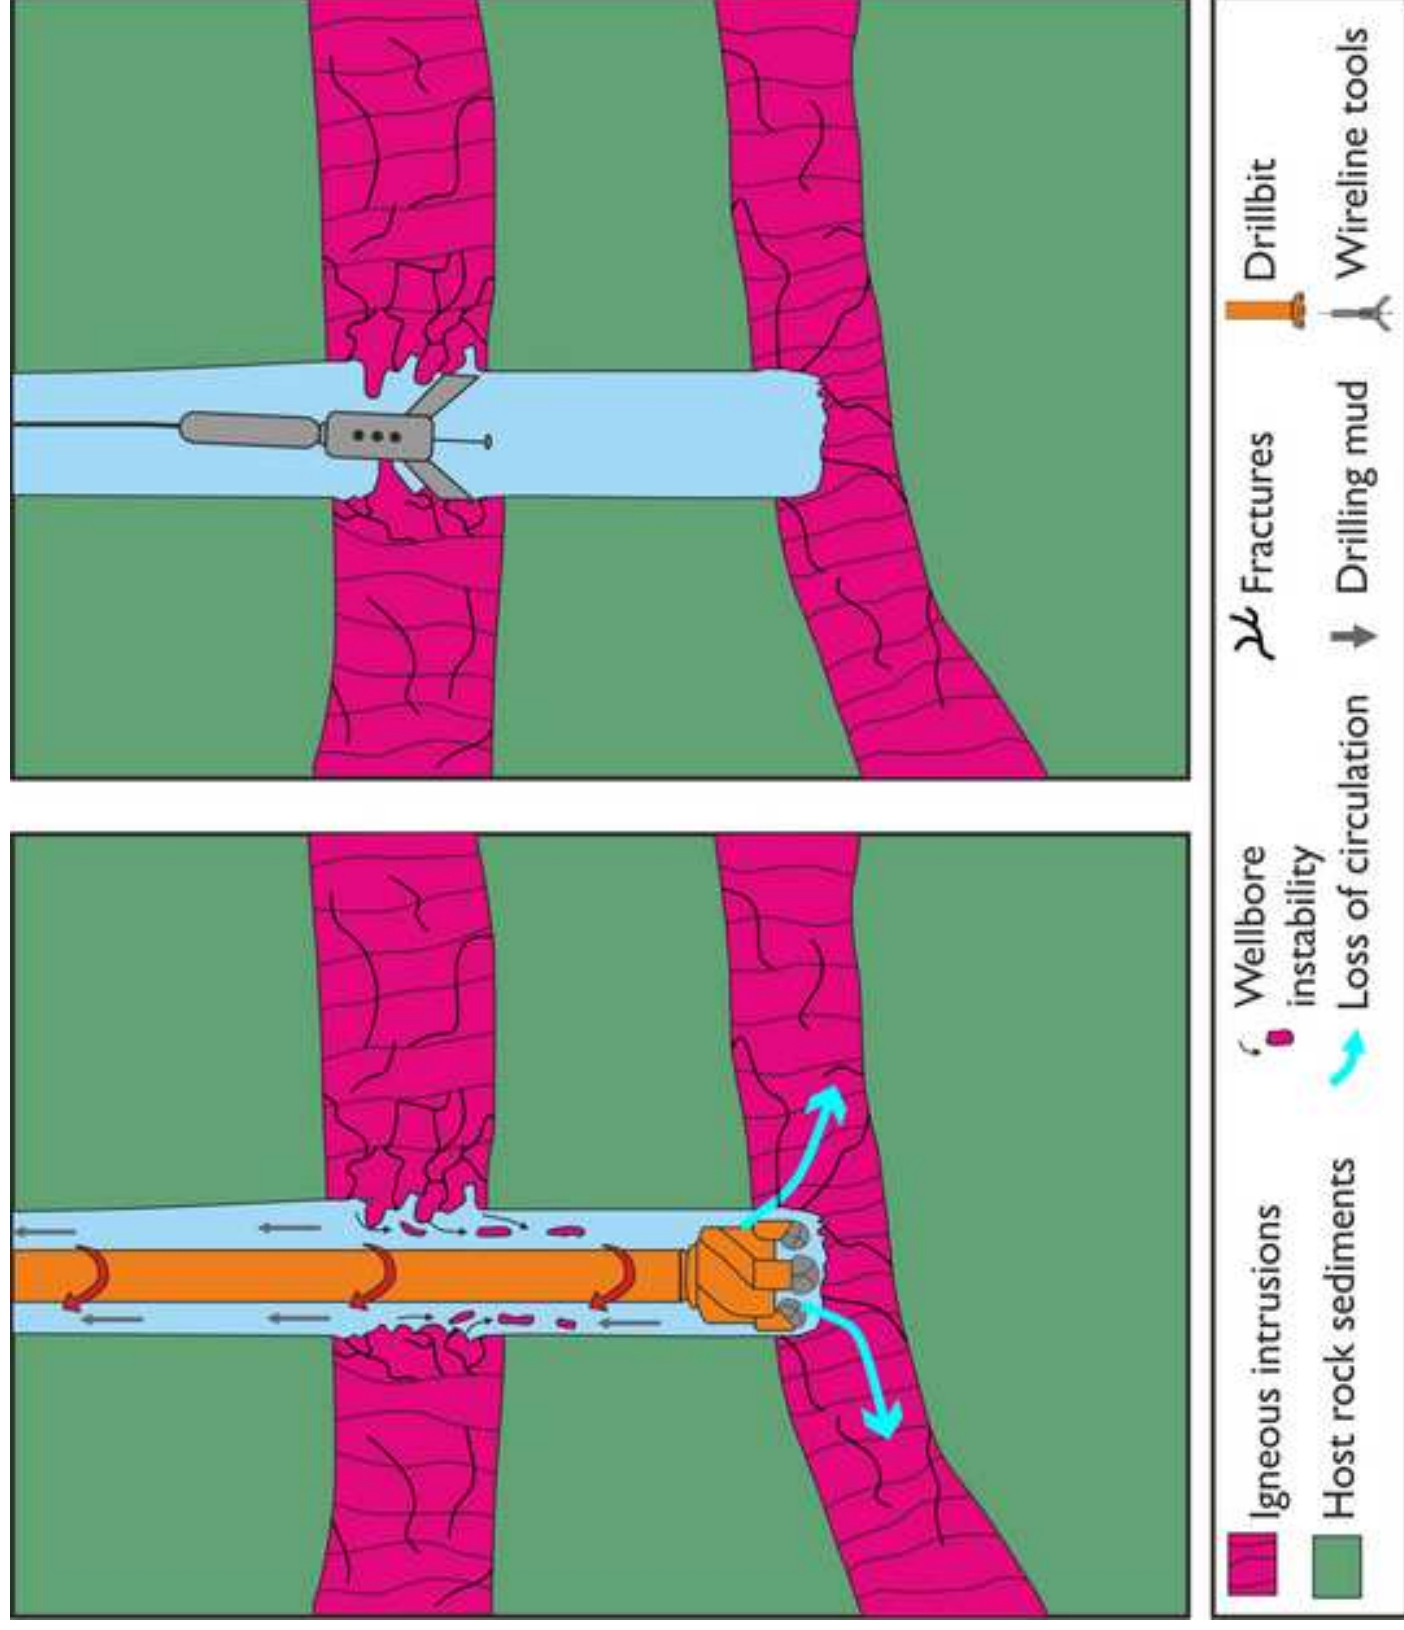 Igneous intrusions
Wellbore
instability
Fractures
Drillbit
Host rock sediments
Loss of circulation
Drilling mud
Wireline tools